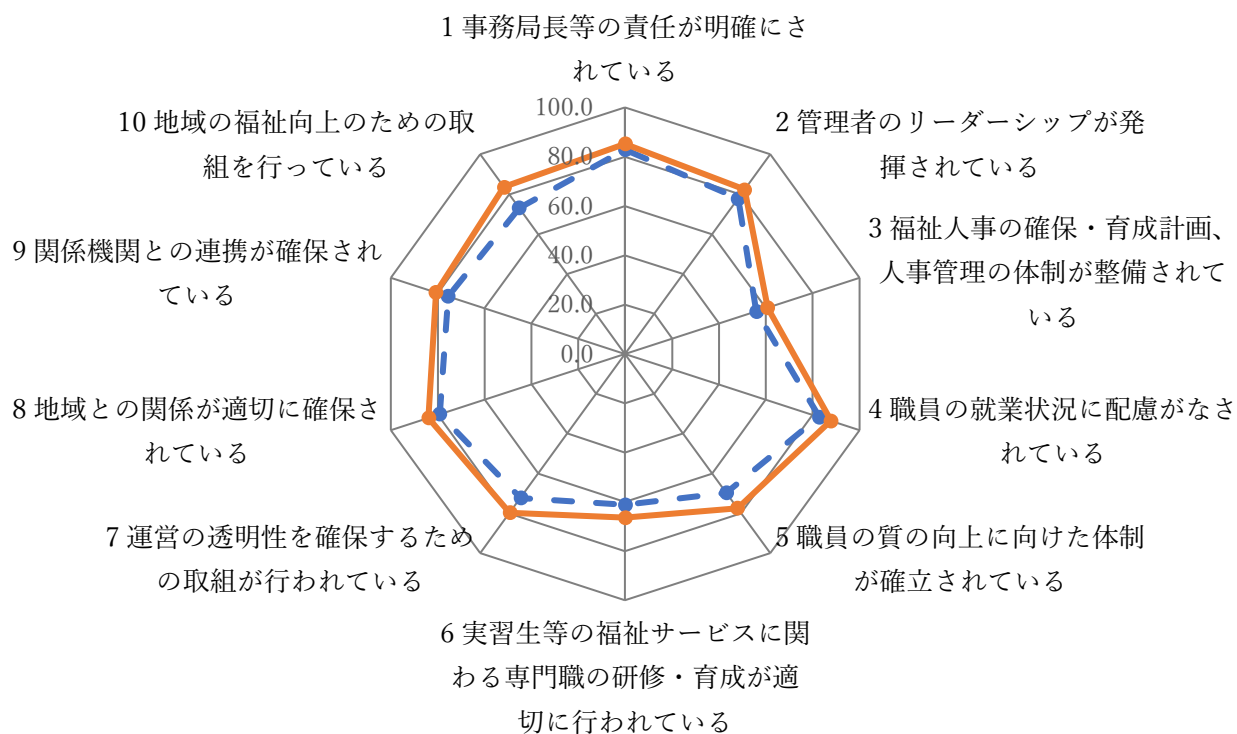 1 事務局長等の責任が明確にさ
れている
2 管理者のリーダーシップが発
揮されている
3 福祉人事の確保・育成計画、
人事管理の体制が整備されて
いる
4 職員の就業状況に配慮がなさ
れている
5 職員の質の向上に向けた体制
が確立されている
6 実習生等の福祉サービスに関
わる専門職の研修・育成が適
切に行われている
7 運営の透明性を確保するため
の取組が行われている
8 地域との関係が適切に確保さ
れている
9 関係機関との連携が確保され
ている
10 地域の福祉向上のための取
組を行っている
100.0
80.0
60.0
40.0
20.0
0.0